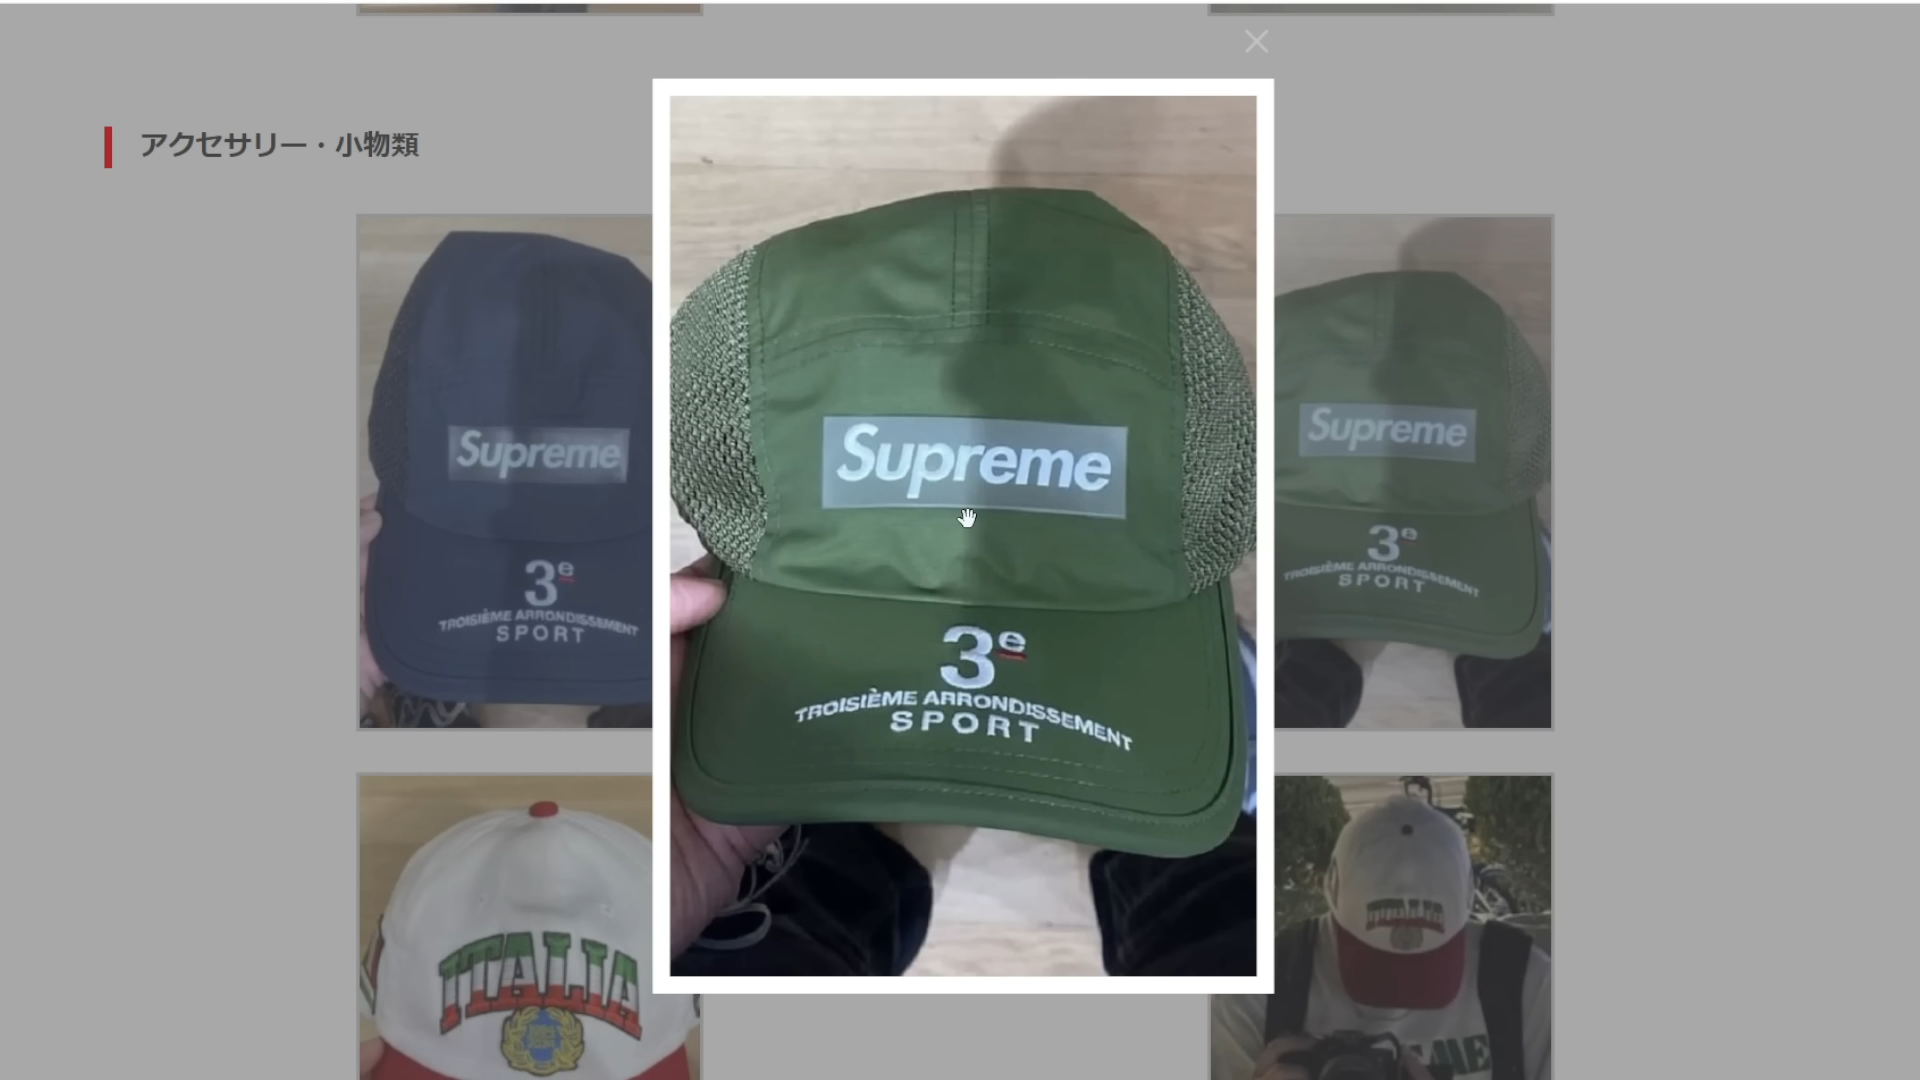 アクセサリー・小物類
Supreme
3e
TROISIÈME ARRONDISSEMENT
SPORT
Supreme
3e
TROISIÈME ARRONDISSEMENT
SPORT
Supreme
3e
TROISIÈME ARRONDISSEMENT
SPORT
ITALIA
ITALIA